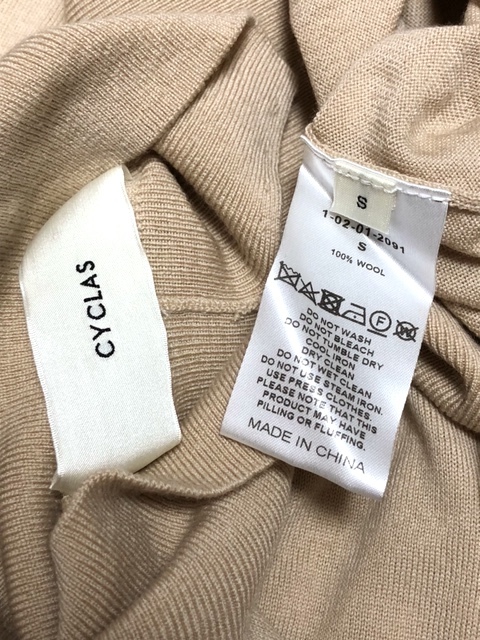 CYCLAS
S
1-02-01-2091
S
100% WOOL
DO NOT WASH
DO NOT BLEACH
DO NOT TUMBLE DRY
COOL IRON
DRY CLEAN
DO NOT WET CLEAN
DO NOT USE STEAM IRON.
USE PRESS CLOTHS.
PLEASE NOTE THAT THIS
PRODUCT MAY HAVE
PILLING OR FLUFFING.
MADE IN CHINA